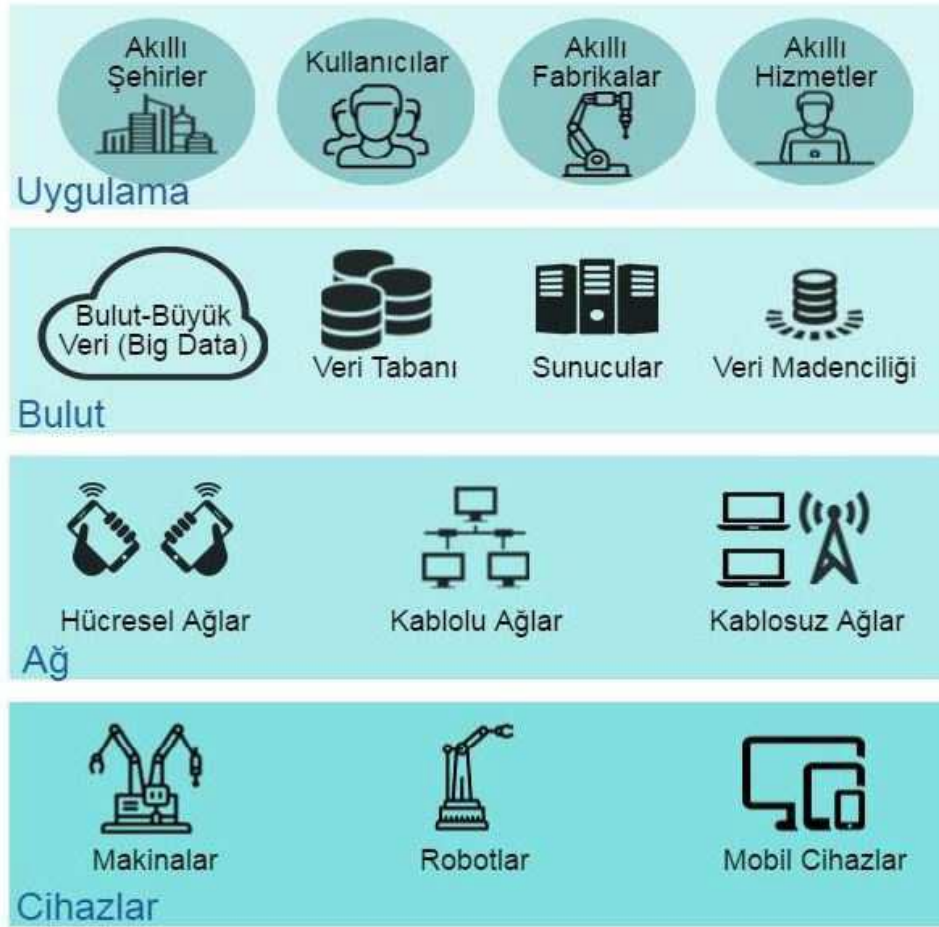 Akıllı
Şehirler
Kullanıcılar
Akıllı
Fabrikalar
Akıllı
Hizmetler
Uygulama
Bulut-Büyük
Veri (Big Data)
Veri Tabanı
Sunucular
Veri Madenciliği
Bulut
Hücresel Ağlar
Kablolu Ağlar
Kablosuz Ağlar
Ağ
Makinalar
Robotlar
Mobil Cihazlar
Cihazlar